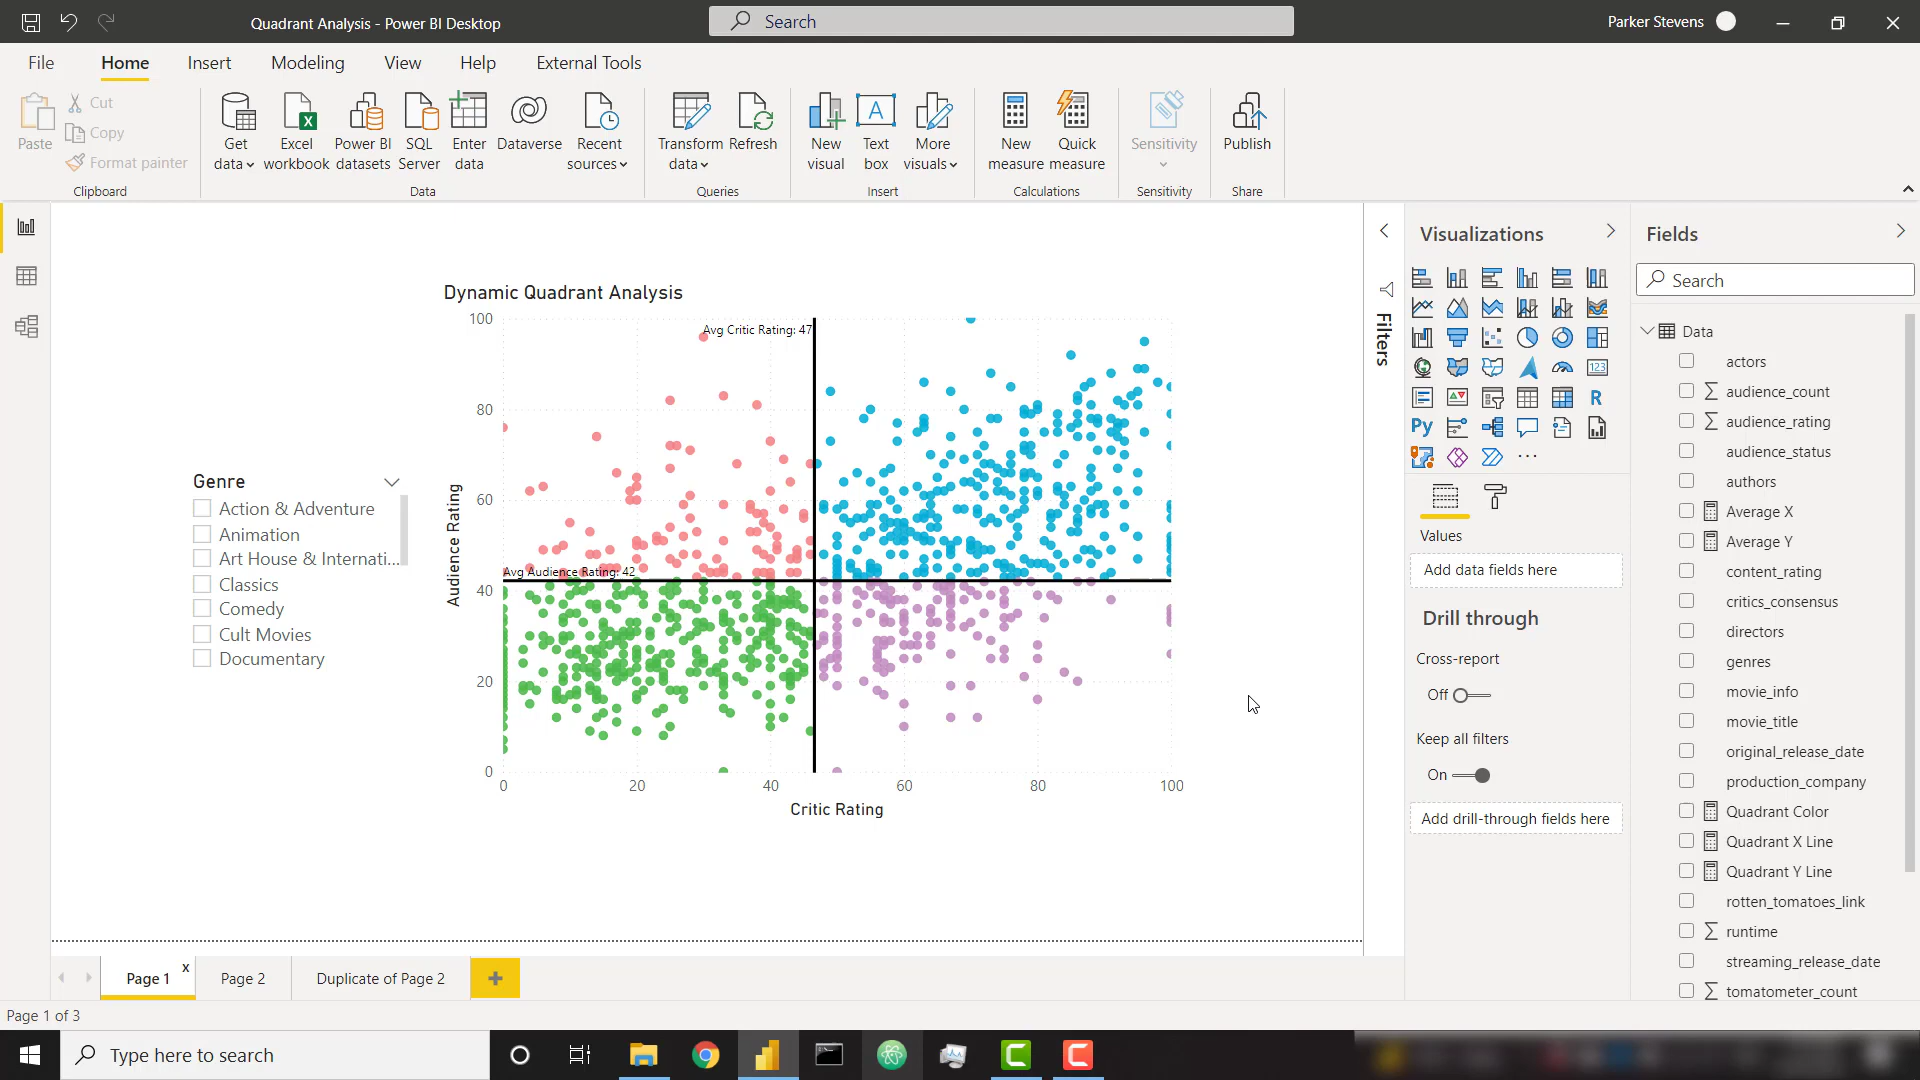 Quadrant Analysis - Power BI Desktop
Search
Parker Stevens
File
Home
Insert
Modeling
View
Help
External Tools
Paste
Cut
Copy
Format painter
Clipboard
Get data
Excel workbook
Power BI datasets
SQL Server
Enter data
Dataverse
Recent sources
Data
Transform data
Refresh
Queries
New visual
A
Text box
More visuals
Insert
New measure
Quick measure
Calculations
Sensitivity
Sensitivity
Publish
Share
Dynamic Quadrant Analysis
100
80
60
40
20
0
Audience Rating
Avg Critic Rating: 47
Avg Audience Rating: 42
0
20
40
60
80
100
Critic Rating
Genre
Action & Adventure
Animation
Art House & Internati...
Classics
Comedy
Cult Movies
Documentary
Filters
Visualizations
123
R
Py
Values
Add data fields here
Drill through
Cross-report
Off
Keep all filters
On
Add drill-through fields here
Fields
Search
Data
actors
audience_count
audience_rating
audience_status
authors
Average X
Average Y
content_rating
critics_consensus
directors
genres
movie_info
movie_title
original_release_date
production_company
Quadrant Color
Quadrant X Line
Quadrant Y Line
rotten_tomatoes_link
runtime
streaming_release_date
tomatometer_count
Page 1
x
Page 2
Duplicate of Page 2
+
Page 1 of 3
Type here to search